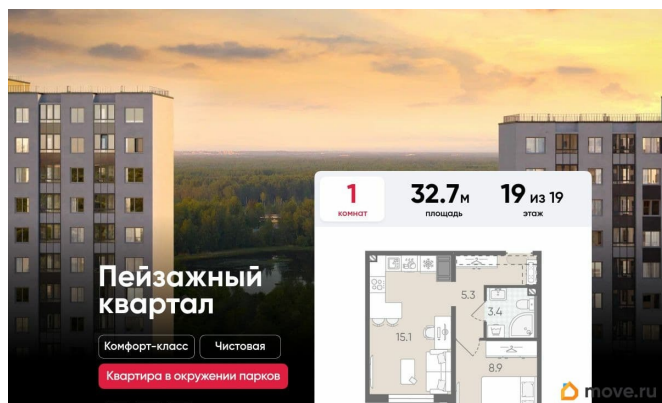 1
комнат
32.7м
площадь
19 из 19
этаж
Пейзажный
квартал
Комфорт-класс
Чистовая
Квартира в окружении парков
5.3
3.4
15.1
8.9
move.ru